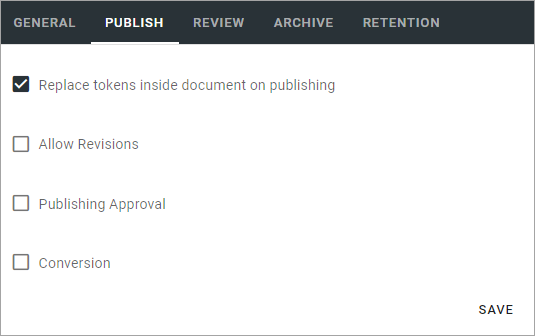 GENERAL PUBLISH REVIEW ARCHIVE RETENTION
Replace tokens inside document on publishing
Allow Revisions
Publishing Approval
Conversion
SAVE